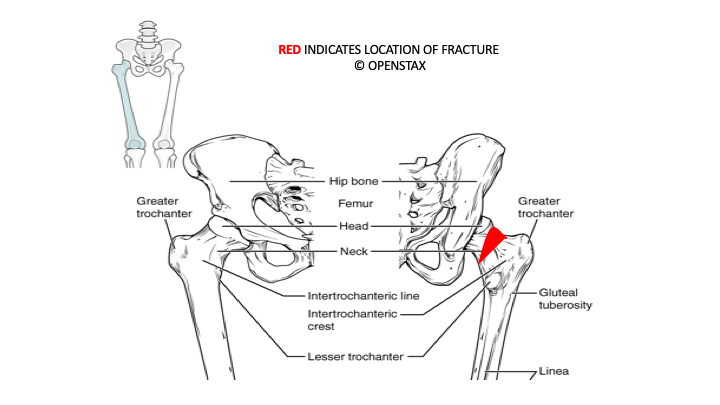 RED INDICATES LOCATION OF FRACTURE
© OPENSTAX
Hip bone
Greater
trochanter
Femur
Greater
trochanter
Head
Neck
Intertrochanteric line
Gluteal
tuberosity
Intertrochanteric
crest
Lesser trochanter
Linea